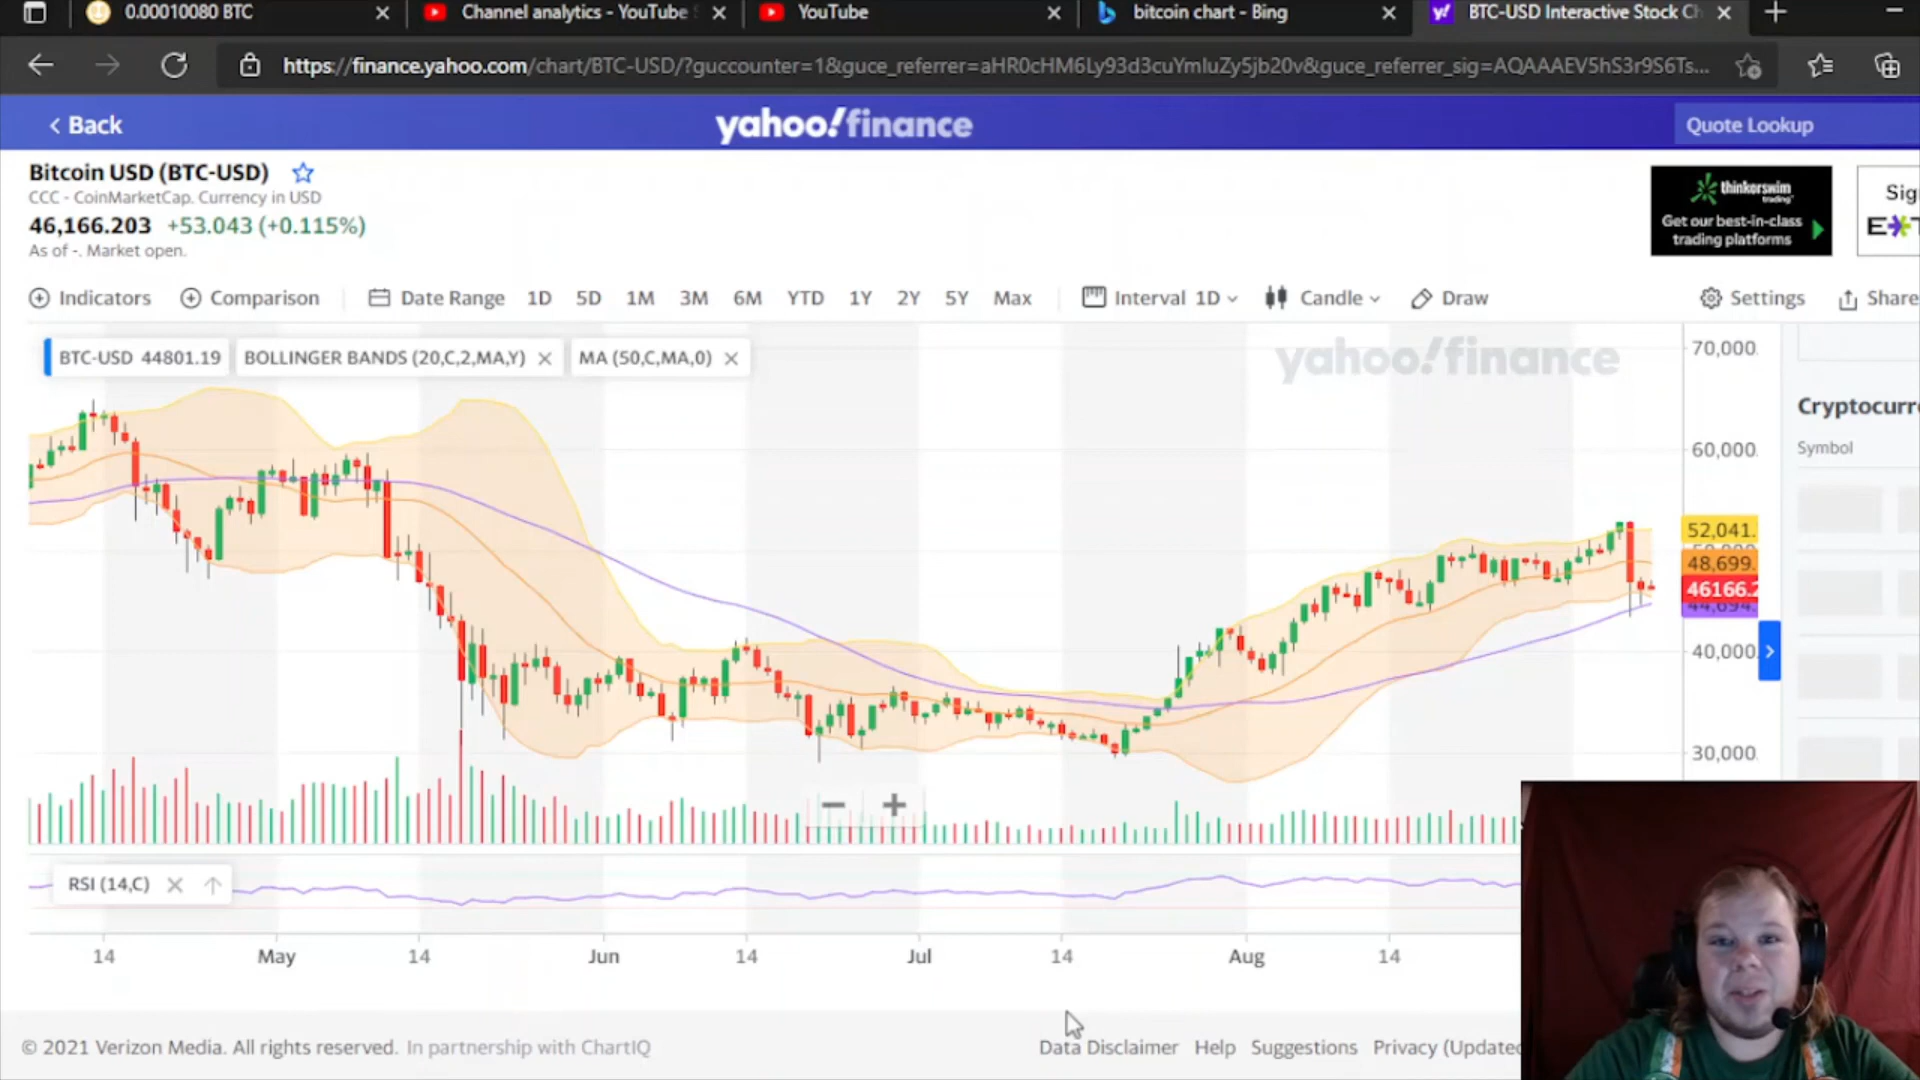 0.00010080 BTC
Channel analytics - YouTube
YouTube
bitcoin chart - Bing
BTC-USD Interactive Stock Ch
https://finance.yahoo.com/chart/BTC-USD/?guccounter=1&guce_referrer=aHR0cHM6Ly93d3cuYmluZy5jb20v&guce_referrer_sig=AQAAAEV5hS3r9S6Ts...
Back
yahoo!finance
Quote Lookup
Bitcoin USD (BTC-USD)
CCC - CoinMarketCap. Currency in USD
46,166.203 +53.043 (+0.115%)
As of -. Market open.
thinkorswim
trading
Get our best-in-class
trading platforms
Sig
E*T
Indicators Comparison Date Range 1D 5D 1M 3M 6M YTD 1Y 2Y 5Y Max Interval 1D Candle Draw Settings Share
BTC-USD 44801.19 BOLLINGER BANDS (20,C,2,MA,Y) MA (50,C,MA,0)
yahoo!finance
70,000.
60,000.
52,041.
48,699.
46166.2
44,694.
40,000.
30,000.
Cryptocurr
Symbol
RSI (14,C)
14 May 14 Jun 14 Jul 14 Aug 14
© 2021 Verizon Media. All rights reserved. In partnership with ChartIQ
Data Disclaimer Help Suggestions Privacy (Updated